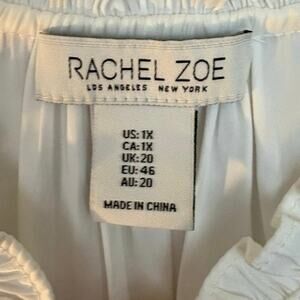 RACHEL ZOE
LOS ANGELES NEW YORK
US: 1X
CA: 1X
UK: 20
EU: 46
AU: 20
MADE IN CHINA